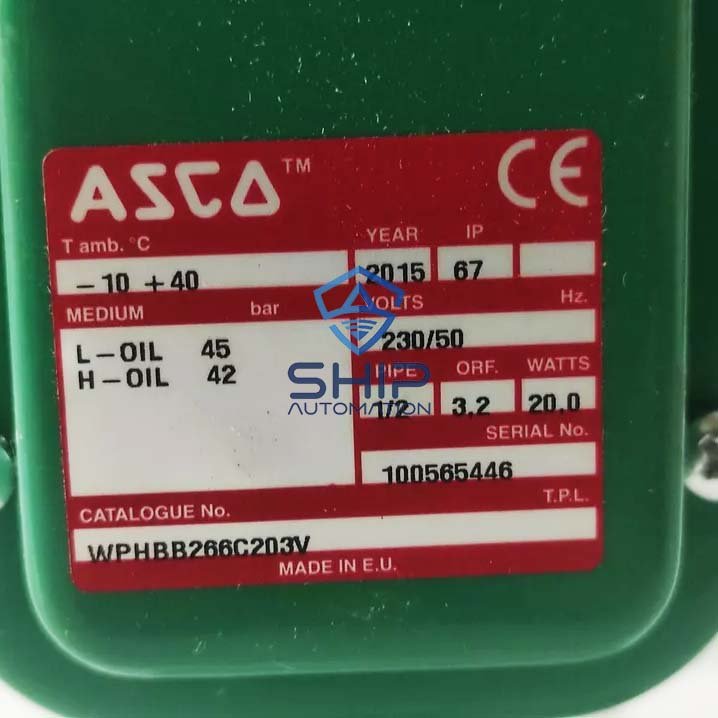 ASCO™ CE
T amb. °C YEAR IP
-10 +40 2015 67
MEDIUM bar VOLTS Hz.
L-OIL 45 230/50
H-OIL 42
PIPE ORF. WATTS
1/2 3,2 20.0
SERIAL No.
100565446
CATALOGUE No. T.P.L.
WPHBB266C203V
MADE IN E.U.
SHIP
AUTOMATION